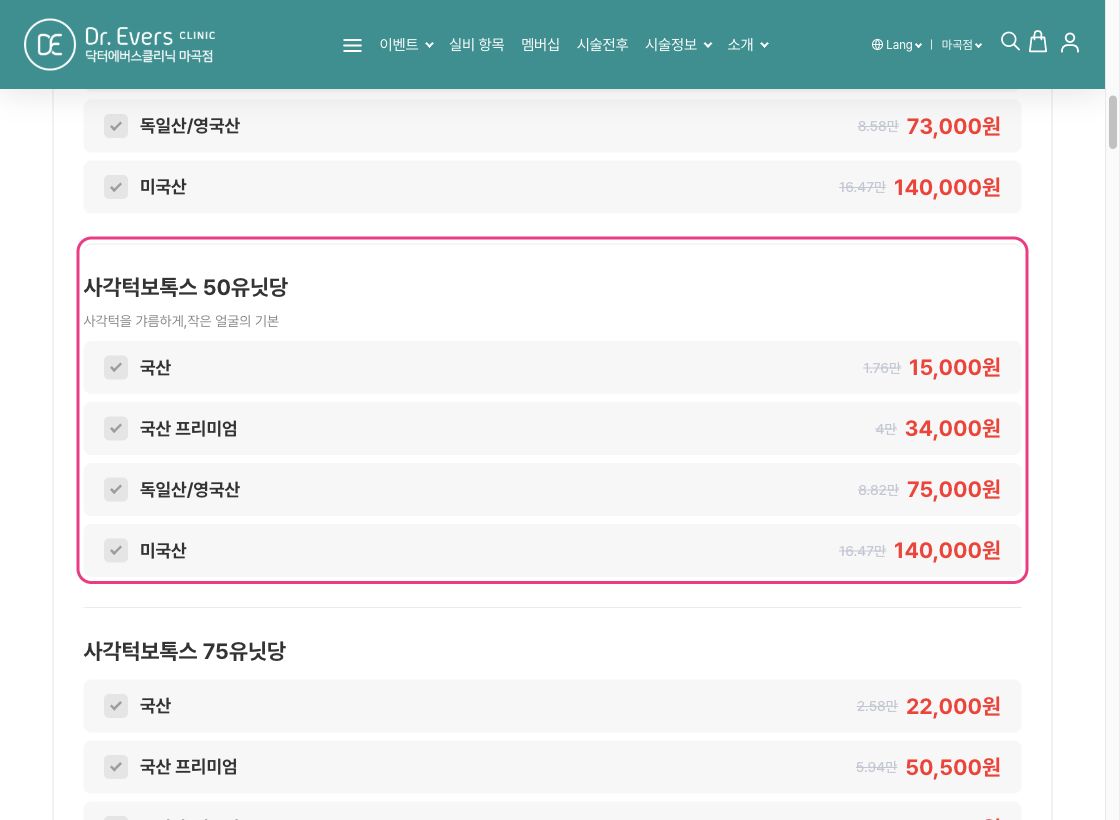 Dr. Evers CLINIC
닥터에버스클리닉 마곡점
이벤트 실비 항목 멤버십 시술전후 시술정보 소개
Lang | 마곡점
독일산/영국산 8.58만 73,000원
미국산 16.47만 140,000원
사각턱보톡스 50유닛당
사각턱을 갸름하게,작은 얼굴의 기본
국산 1.76만 15,000원
국산 프리미엄 4만 34,000원
독일산/영국산 8.82만 75,000원
미국산 16.47만 140,000원
사각턱보톡스 75유닛당
국산 2.58만 22,000원
국산 프리미엄 5.94만 50,500원